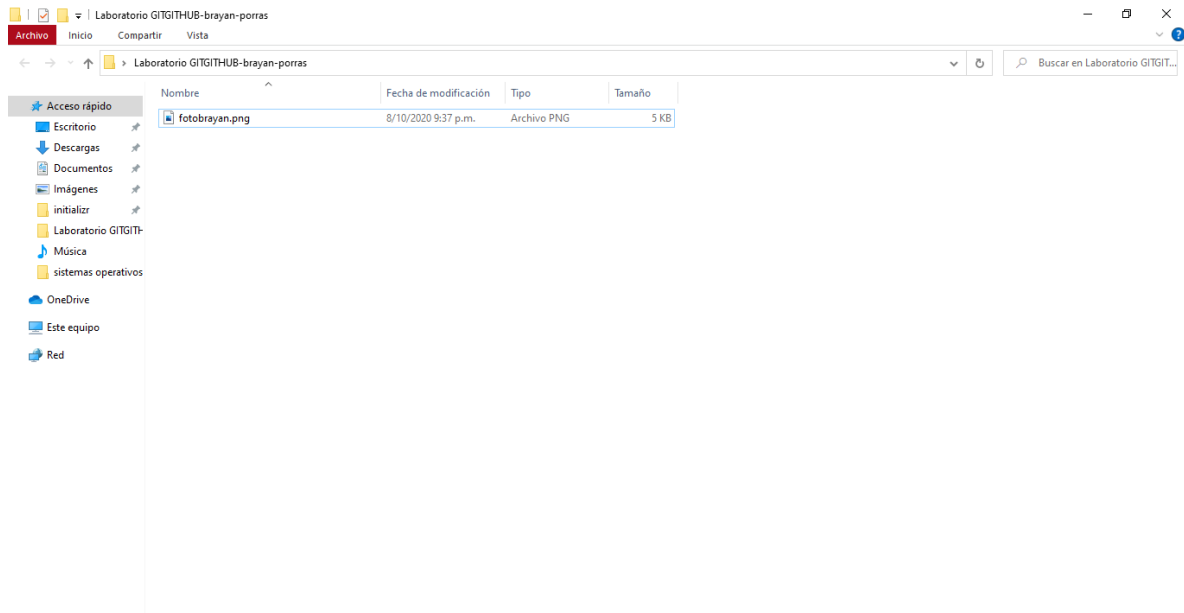 Laboratorio GITGITHUB-brayan-porras
Archivo Inicio Compartir Vista
Laboratorio GITGITHUB-brayan-porras Buscar en Laboratorio GITGIT...
Nombre Fecha de modificación Tipo Tamaño
fotobrayan.png 8/10/2020 9:37 p.m. Archivo PNG 5 KB
Acceso rápido
Escritorio
Descargas
Documentos
Imágenes
initializr
Laboratorio GITGITH
Música
sistemas operativos
OneDrive
Este equipo
Red